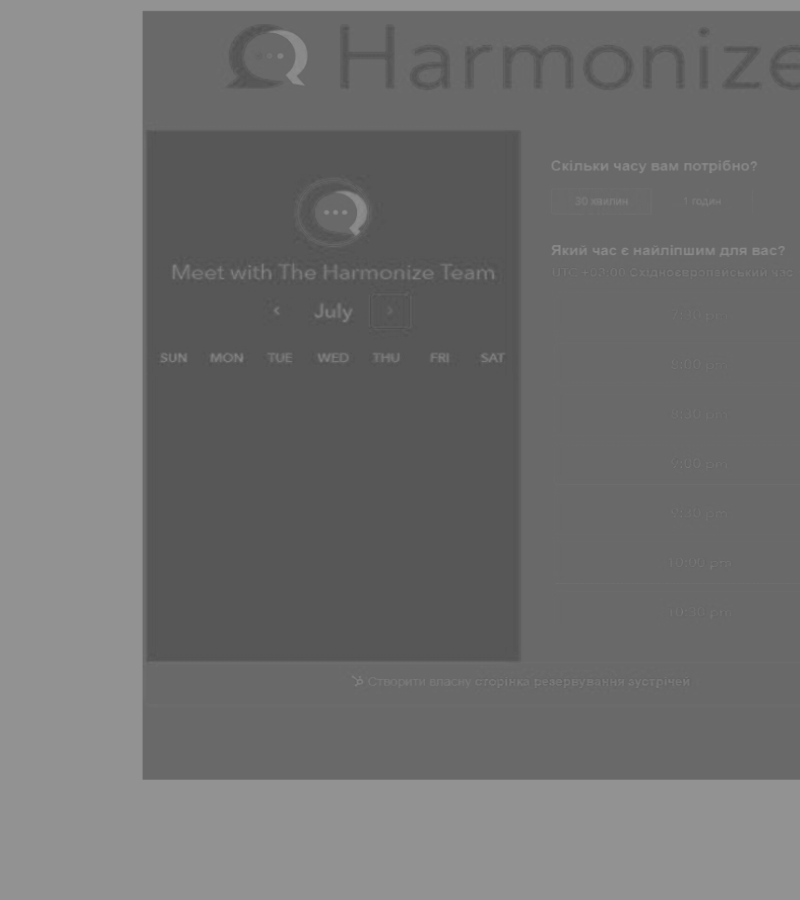 Harmonize
Meet with The Harmonize Team
‹ July ›
SUN MON TUE WED THU FRI SAT
Скільки часу вам потрібно?
30 хвилин 1 годин
Який час є найліпшим для вас?
UTC +03:00 Східноєвропейський час
7:30 pm
8:00 pm
8:30 pm
9:00 pm
9:30 pm
10:00 pm
10:30 pm
Створити власну сторінка резервування зустрічей